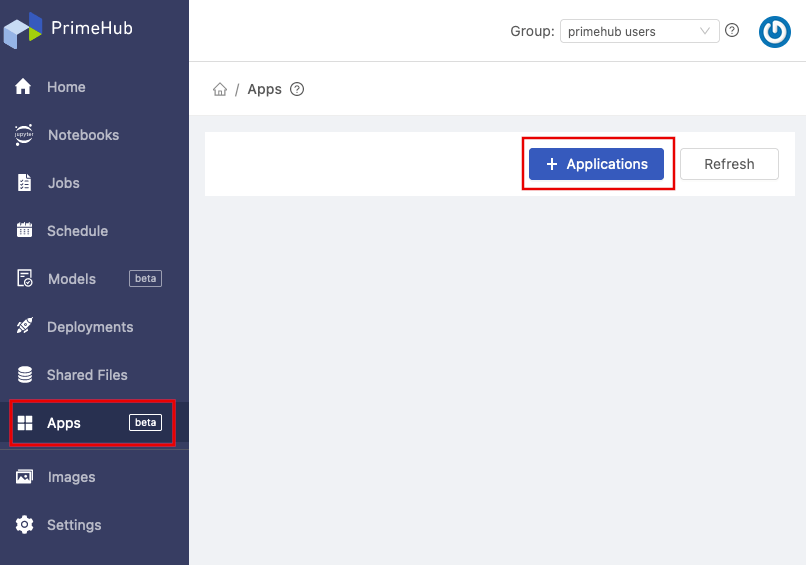 PrimeHub
Group: primehub users
Home
/ Apps
Jupyter Notebooks
+ Applications
Refresh
Jobs
Schedule
Models beta
Deployments
Shared Files
Apps beta
Images
Settings